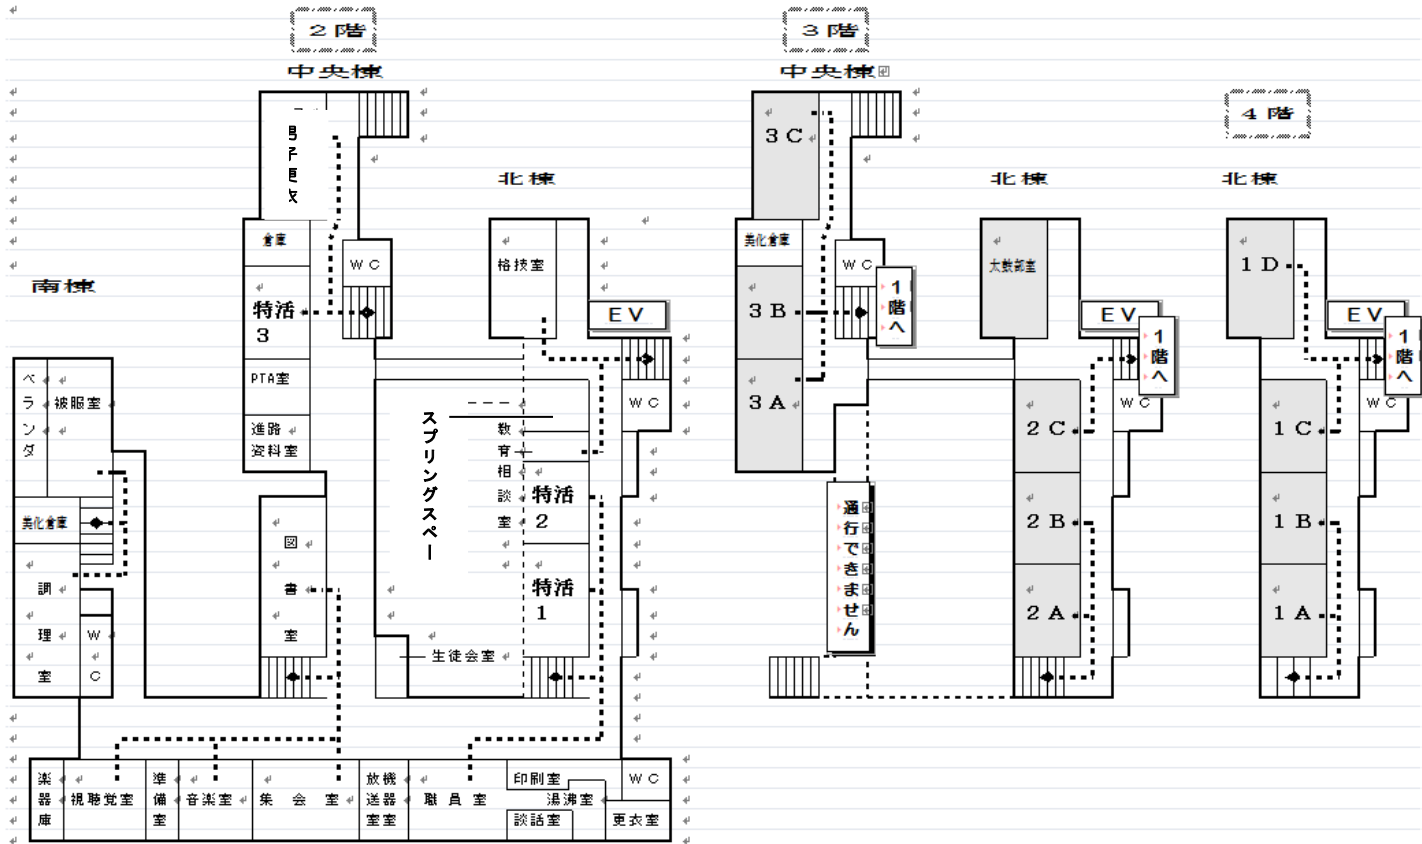 2階
中央棟
男子更衣
倉庫
WC
特活
3
PTA室
進路
資料室
北棟
格技室
EV
WC
スプリングスペー
教育相談室
特活
2
特活
1
生徒会室
図書室
南棟
ベランダ
被服室
美化倉庫
調理室
WC
楽器庫
視聴覚室
準備室
音楽室
集会室
放送室
機器室
職員室
印刷室
湯沸室
談話室
WC
更衣室
3階
中央棟
3C
美化倉庫
WC
1階へ
3B
3A
通行できません
北棟
太鼓部室
EV
1階へ
WC
2C
2B
2A
4階
北棟
1D
EV
1階へ
WC
1C
1B
1A